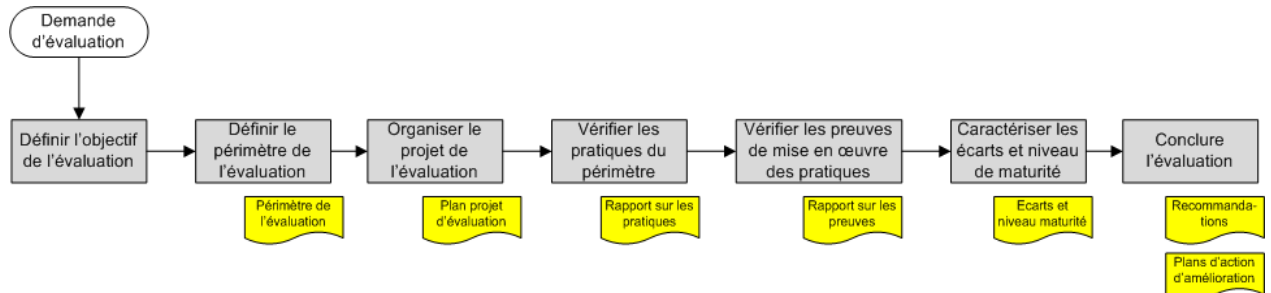 Demande
d'évaluation
Définir l'objectif
de l'évaluation
Définir le
périmètre de
l'évaluation
Organiser le
projet de
l'évaluation
Vérifier les
pratiques du
périmètre
Vérifier les preuves
de mise en œuvre
des pratiques
Caractériser les
écarts et niveau
de maturité
Conclure
l'évaluation
Périmètre de
l'évaluation
Plan projet
d'évaluation
Rapport sur les
pratiques
Rapport sur les
preuves
Ecarts et
niveau maturité
Recommanda-
tions
Plans d'action
d'amélioration